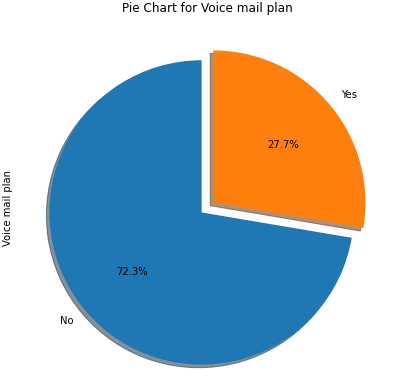 Pie Chart for Voice mail plan
Yes
27.7%
Voice mail plan
72.3%
No